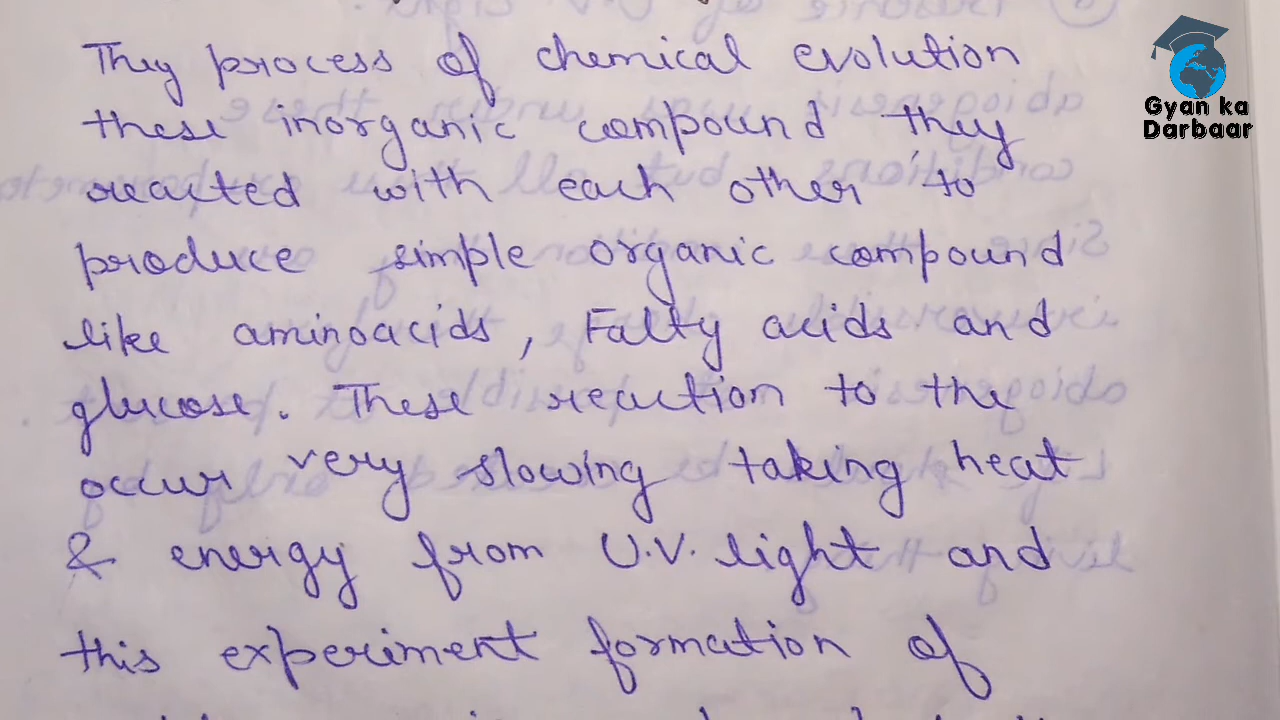 They process of chemical evolution
these inorganic compound they
reacted with each other to
produce simple organic compound
like aminoacids, Fatty acids and
glucose. These reaction to the
occur very slowing taking heat
& energy from U.V. light and
this experiment formation of
Gyan ka
Darbaar